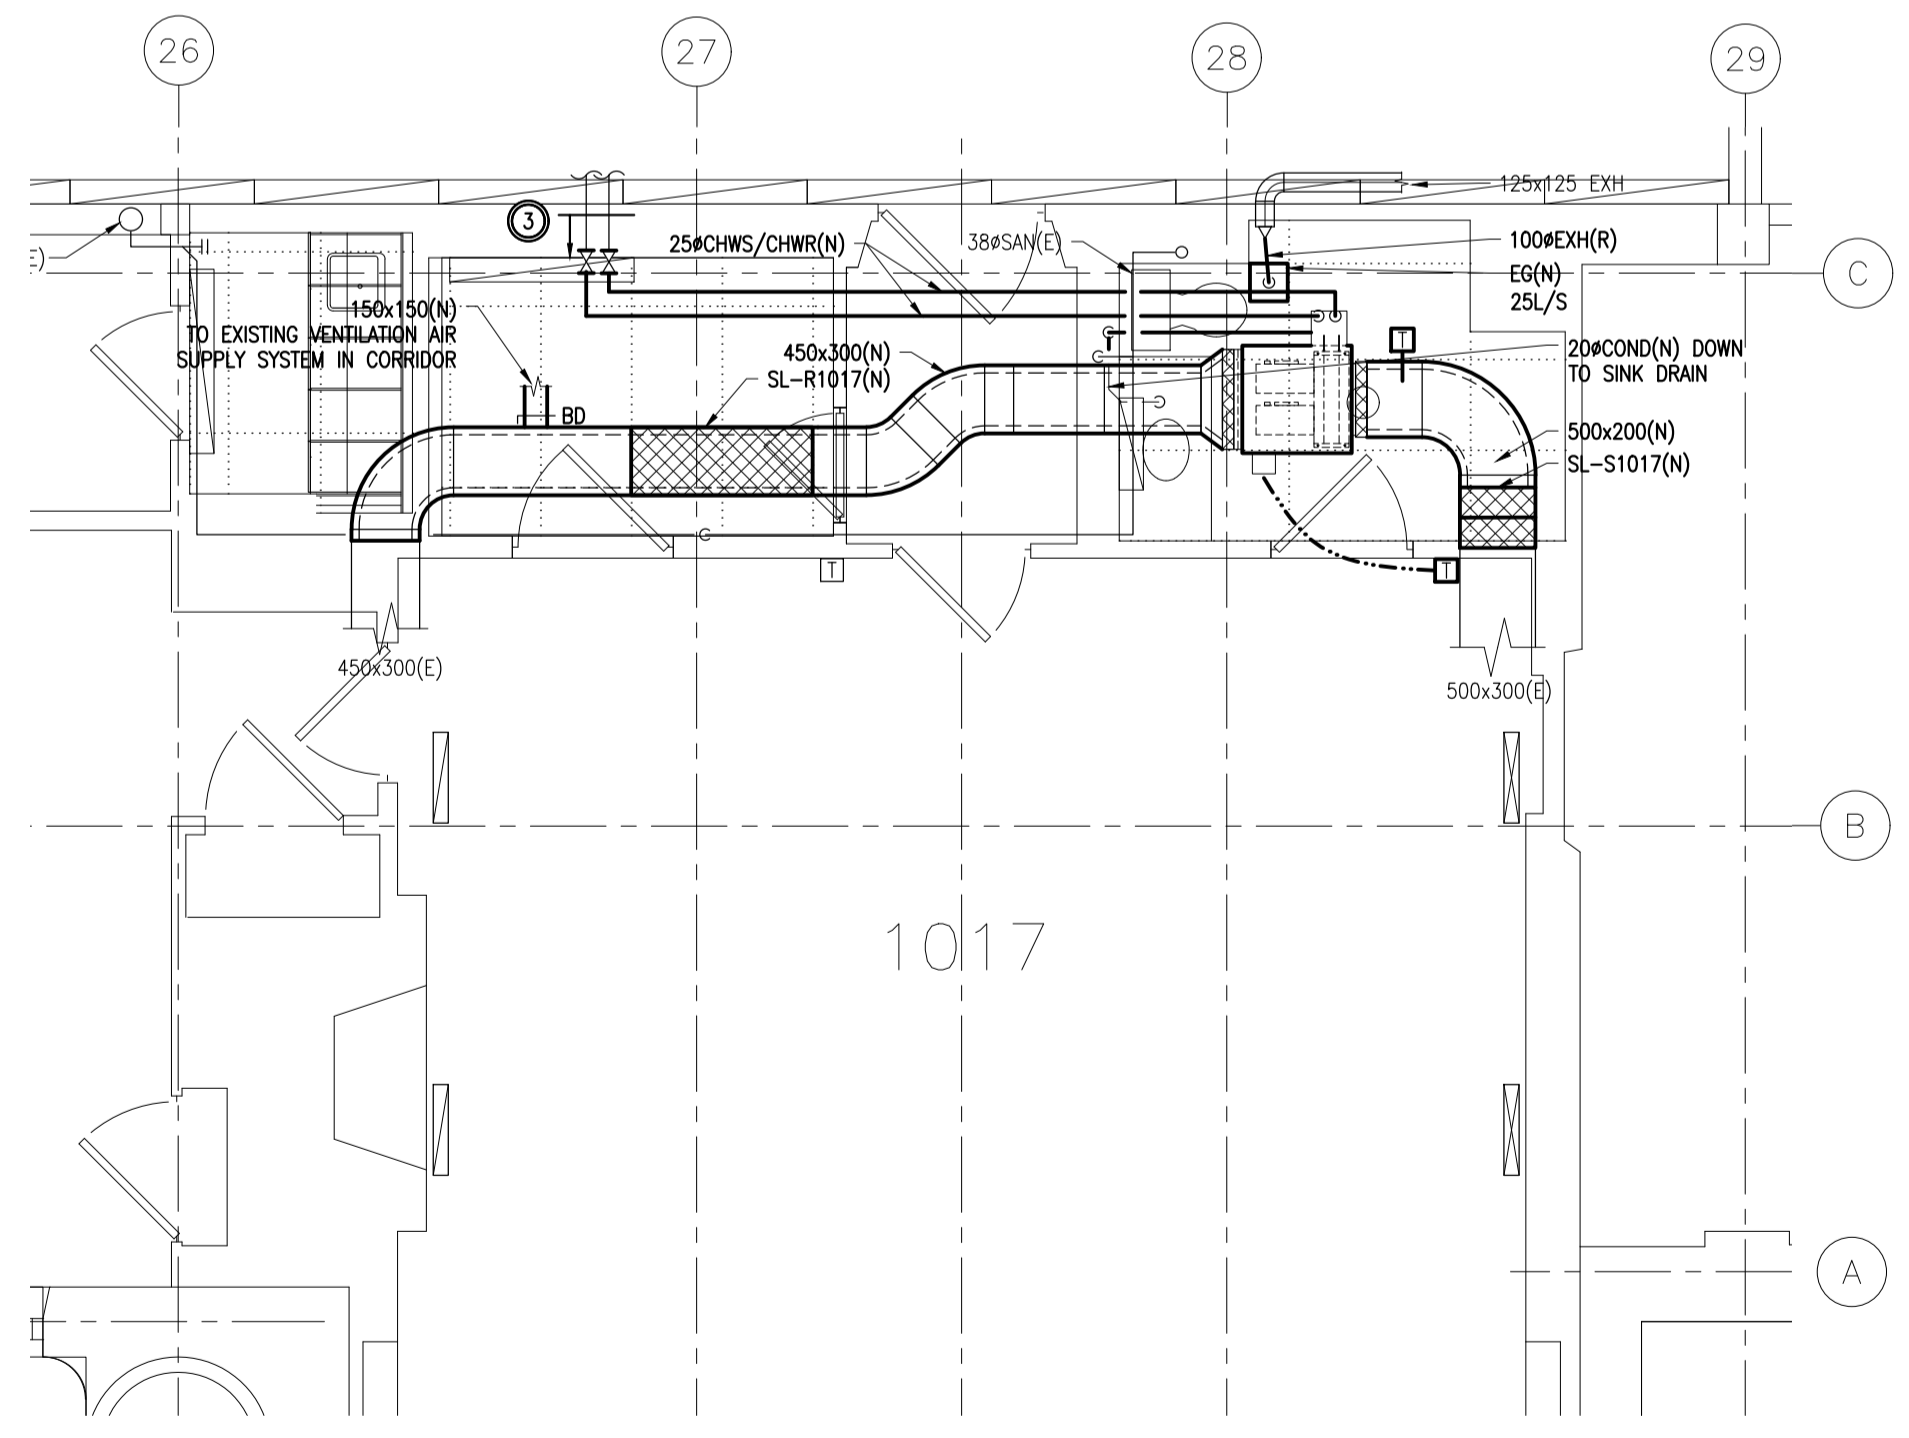 26
27
28
29
125x125 EXH
3
25øCHWS/CHWR(N)
38øSAN(E)
100øEXH(R)
EG(N)
25L/S
E)
C
150x150(N)
TO EXISTING VENTILATION AIR
SUPPLY SYSTEM IN CORRIDOR
450x300(N)
SL-R1017(N)
T
20øCOND(N) DOWN
TO SINK DRAIN
BD
500x200(N)
SL-S1017(N)
T
T
450x300(E)
500x300(E)
B
1017
A